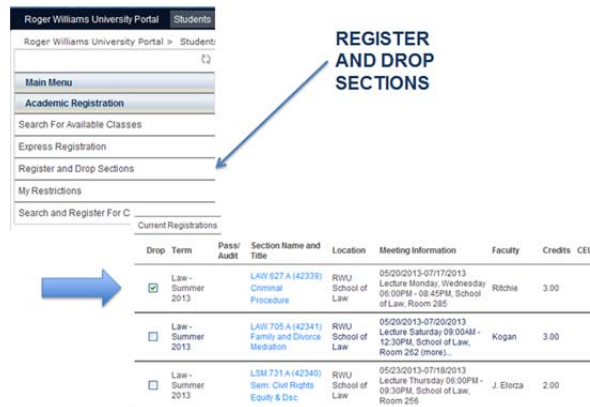 Roger Williams University Portal Students
Roger Williams University Portal > Students
Main Menu
Academic Registration
Search For Available Classes
Express Registration
Register and Drop Sections
My Restrictions
Search and Register For C
REGISTER
AND DROP
SECTIONS
Current Registrations
Drop Term Pass/ Audit Section Name and Title Location Meeting Information Faculty Credits CEU
Law - Summer 2013
LAW.627.A (42339)
Criminal
Procedure
RWU
School of
Law
05/20/2013-07/17/2013
Lecture Monday, Wednesday
06:00PM - 08:45PM, School
of Law, Room 285
Ritchie
3.00
Law - Summer 2013
LAW.705.A (42341)
Family and Divorce
Mediation
RWU
School of
Law
05/20/2013-07/20/2013
Lecture Saturday 09:00AM -
12:30PM, School of Law,
Room 262 (more)...
Kogan
3.00
Law - Summer 2013
LSM.731.A (42340)
Sem: Civil Rights
Equity & Dsc
RWU
School of
Law
05/23/2013-07/18/2013
Lecture Thursday 06:00PM -
09:30PM, School of Law,
Room 256
J. Elorza
2.00